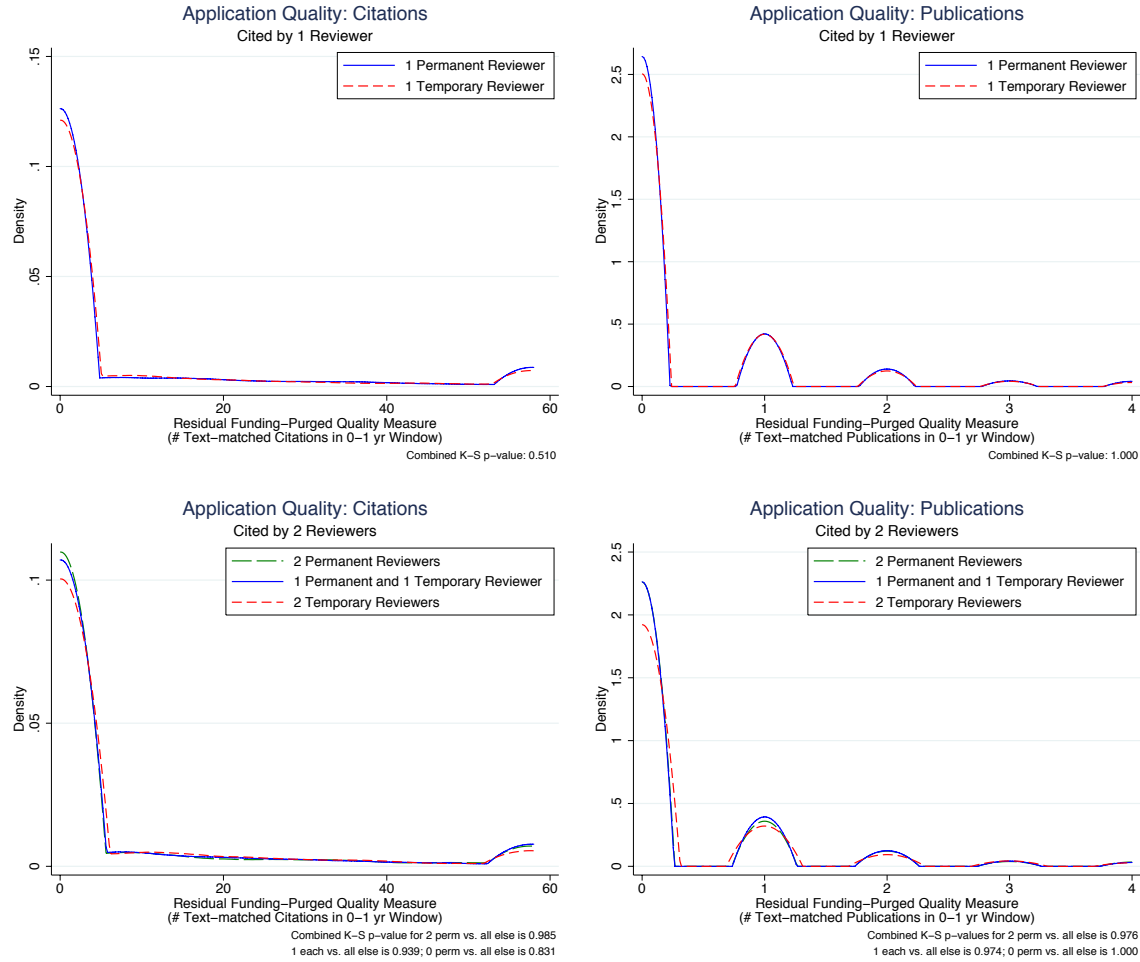 Application Quality: Citations
Cited by 1 Reviewer
1 Permanent Reviewer
1 Temporary Reviewer
.15
.1
.05
0
Density
0 20 40 60
Residual Funding−Purged Quality Measure
(# Text−matched Citations in 0−1 yr Window)
Combined K−S p−value: 0.510
Application Quality: Publications
Cited by 1 Reviewer
1 Permanent Reviewer
1 Temporary Reviewer
2.5
2
1.5
1
.5
0
Density
0 1 2 3 4
Residual Funding−Purged Quality Measure
(# Text−matched Publications in 0−1 yr Window)
Combined K−S p−value: 1.000
Application Quality: Citations
Cited by 2 Reviewers
2 Permanent Reviewers
1 Permanent and 1 Temporary Reviewer
2 Temporary Reviewers
.1
.05
0
Density
0 20 40 60
Residual Funding−Purged Quality Measure
(# Text−matched Citations in 0−1 yr Window)
Combined K−S p−value for 2 perm vs. all else is 0.985
1 each vs. all else is 0.939; 0 perm vs. all else is 0.831
Application Quality: Publications
Cited by 2 Reviewers
2 Permanent Reviewers
1 Permanent and 1 Temporary Reviewer
2 Temporary Reviewers
2.5
2
1.5
1
.5
0
Density
0 1 2 3 4
Residual Funding−Purged Quality Measure
(# Text−matched Publications in 0−1 yr Window)
Combined K−S p−values for 2 perm vs. all else is 0.976
1 each vs. all else is 0.974; 0 perm vs. all else is 1.000